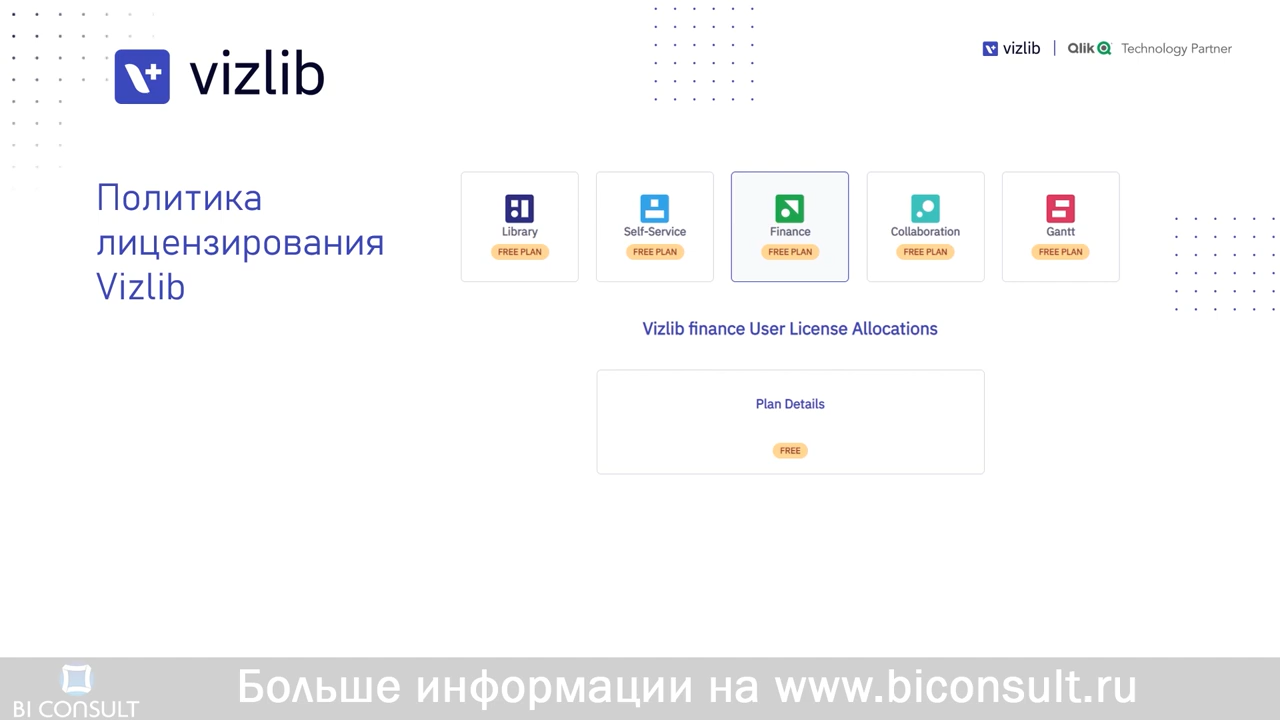 vizlib
vizlib | Qlik Technology Partner
Политика
лицензирования
Vizlib
Library
FREE PLAN
Self-Service
FREE PLAN
Finance
FREE PLAN
Collaboration
FREE PLAN
Gantt
FREE PLAN
Vizlib finance User License Allocations
Plan Details
FREE
BI CONSULT
Больше информации на www.biconsult.ru